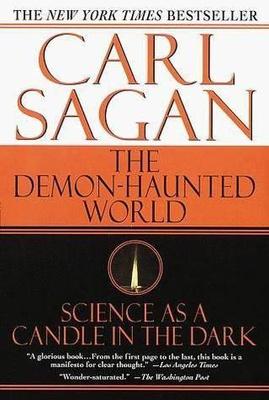 THE NEW YORK TIMES BESTSELLER
CARL
SAGAN
THE
DEMON-HAUNTED
WORLD
SCIENCE AS A
CANDLE IN THE DARK
"A glorious book...From the first page to the last, this book is a
manifesto for clear thought." —Los Angeles Times
"Wonder-saturated." —The Washington Post